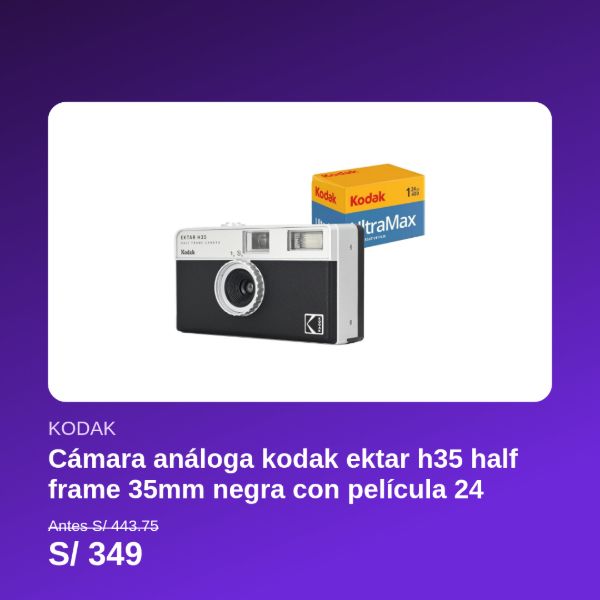 Kodak
Kodak
1
UltraMax
EKTAR H35
HALF FRAME CAMERA
Kodak
KODAK
Cámara análoga kodak ektar h35 half
frame 35mm negra con película 24
Antes S/ 443.75
S/ 349